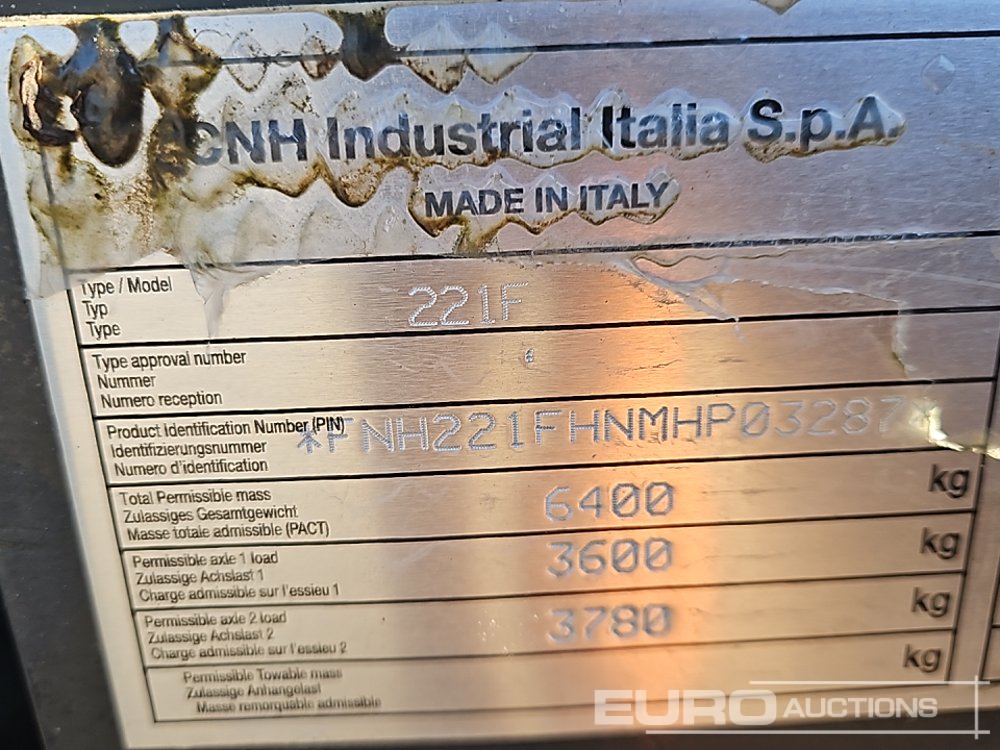 CNH Industrial Italia S.p.A.
MADE IN ITALY
Type / Model
Typ
Type
221F
Type approval number
Nummer
Numero reception
Product Identification Number (PIN)
Identifizierungsnummer
Numero d'identification
*FNH221FHNMHP03287
Total Permissible mass
Zulassiges Gesamtgewicht
Masse totale admissible (PACT)
6400 kg
Permissible axle 1 load
Zulassige Achslast 1
Charge admissible sur l'essieu 1
3600 kg
Permissible axle 2 load
Zulassige Achslast 2
Charge admissible sur l'essieu 2
3780 kg
Permissible Towable mass
Zulassige Anhangelast
Masse remorquable admissible
kg
EURO AUCTIONS